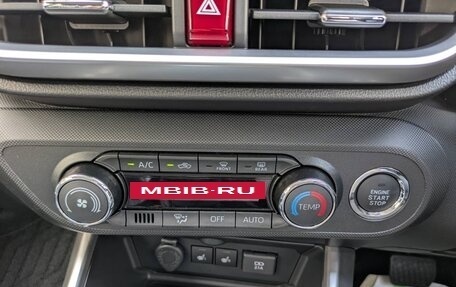 A/C
FRONT
REAR
MBIB-RU
TEMP
ENGINE
START
STOP
OFF
AUTO